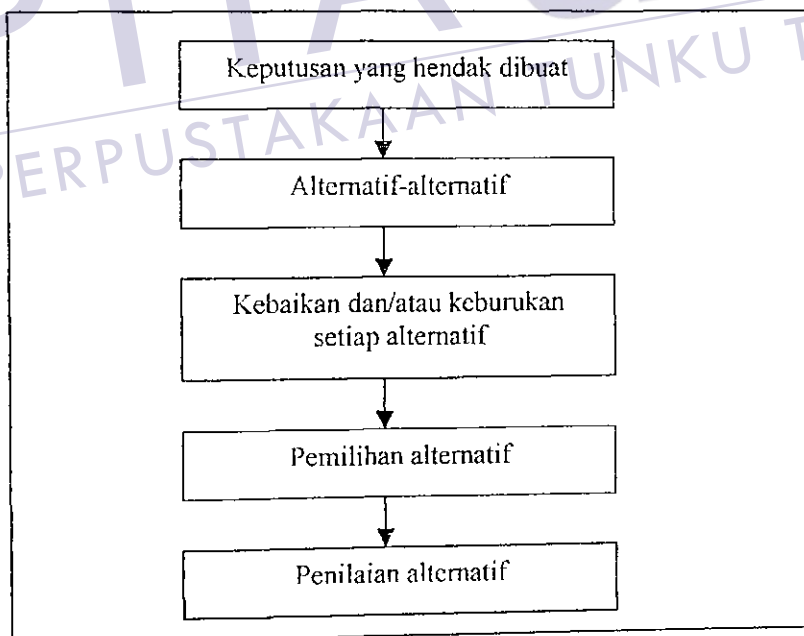 PERPUSTAKAAN TUNKU T
Keputusan yang hendak dibuat
Alternatif-alternatif
Kebaikan dan/atau keburukan
setiap alternatif
Pemilihan alternatif
Penilaian alternatif